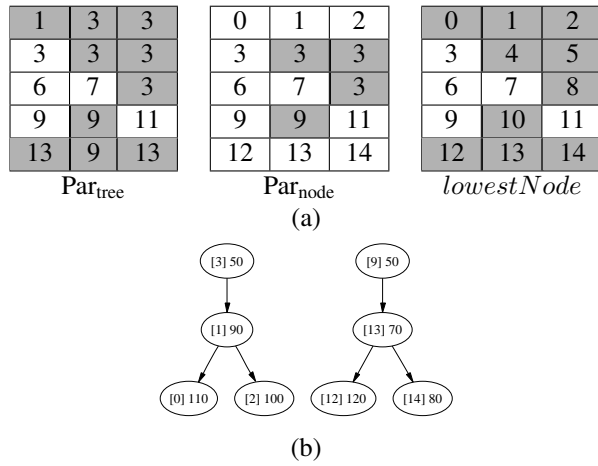 1 3 3 0 1 2 0 1 2
3 3 3 3 3 3 3 4 5
6 7 3 6 7 3 6 7 8
9 9 11 9 9 11 9 10 11
13 9 13 12 13 14 12 13 14
Par_tree Par_node lowestNode
(a)
[3] 50 [9] 50
[1] 90 [13] 70
[0] 110 [2] 100 [12] 120 [14] 80
(b)